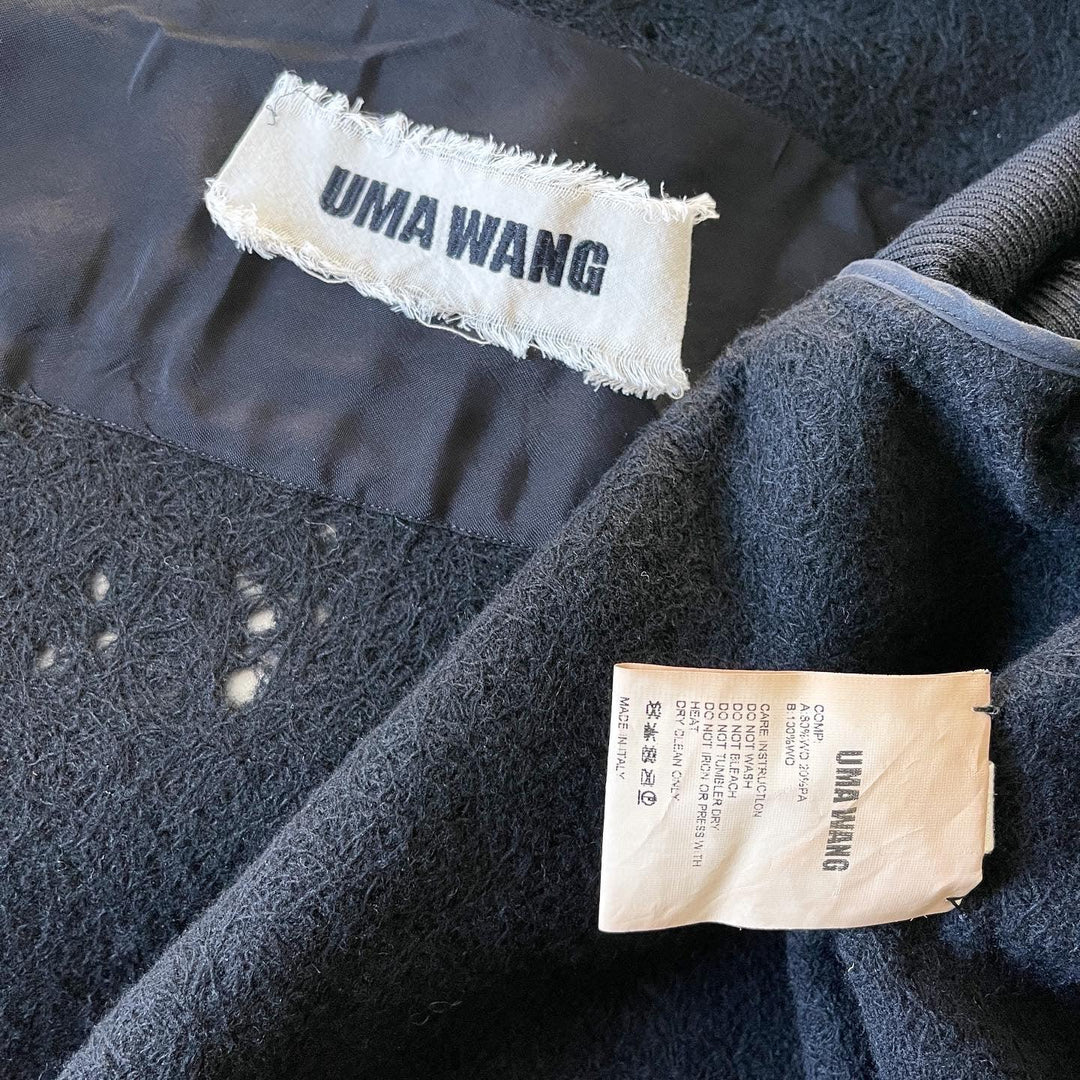 UMA WANG
UMA WANG
COMP:
A:80%WO 20%PA
B:100%WO
CARE INSTRUCTION
DO NOT WASH
DO NOT BLEACH
DO NOT TUMBLER DRY
DO NOT IRON OR PRESS WITH
HEAT
DRY CLEAN ONLY
MADE IN ITALY